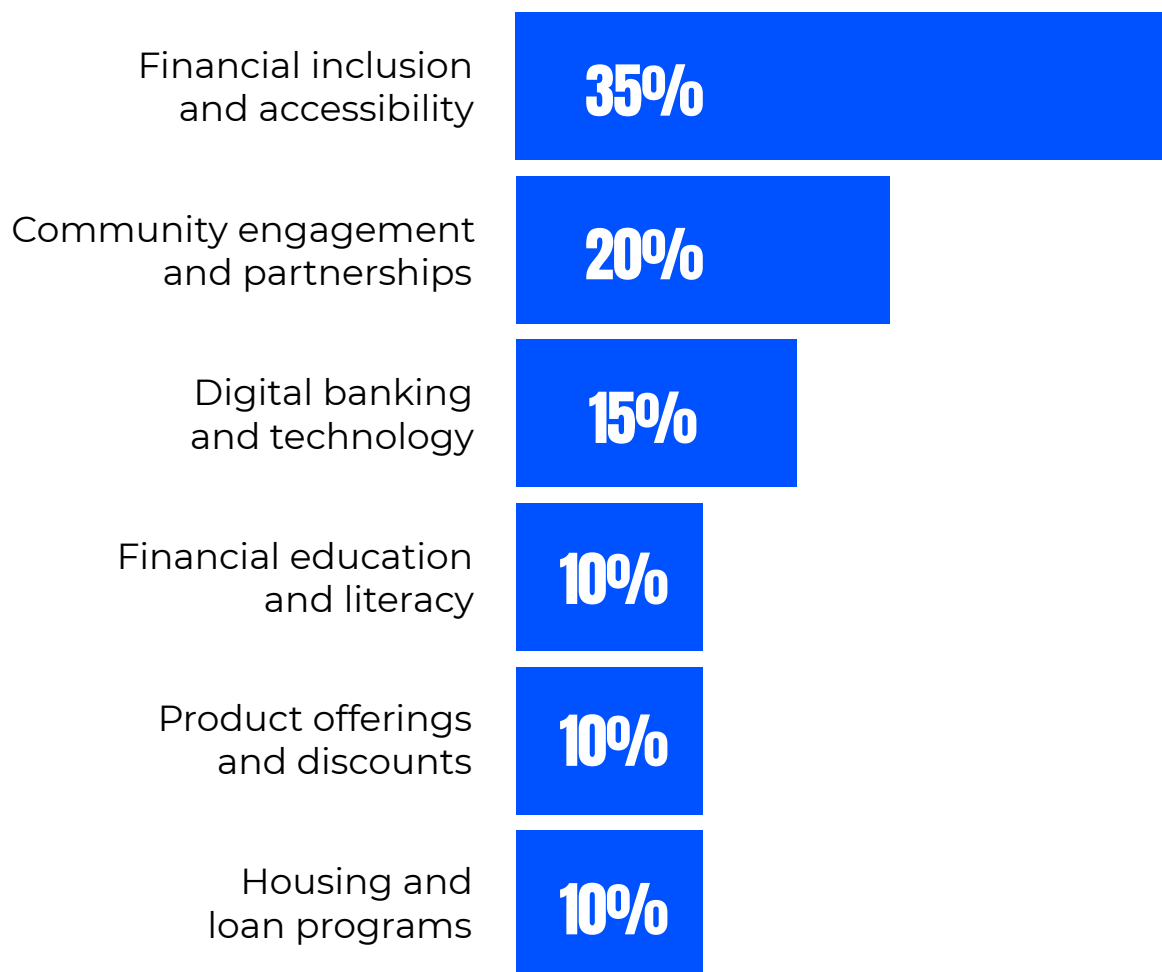 Financial inclusion
and accessibility
35%
Community engagement
and partnerships
20%
Digital banking
and technology
15%
Financial education
and literacy
10%
Product offerings
and discounts
10%
Housing and
loan programs
10%